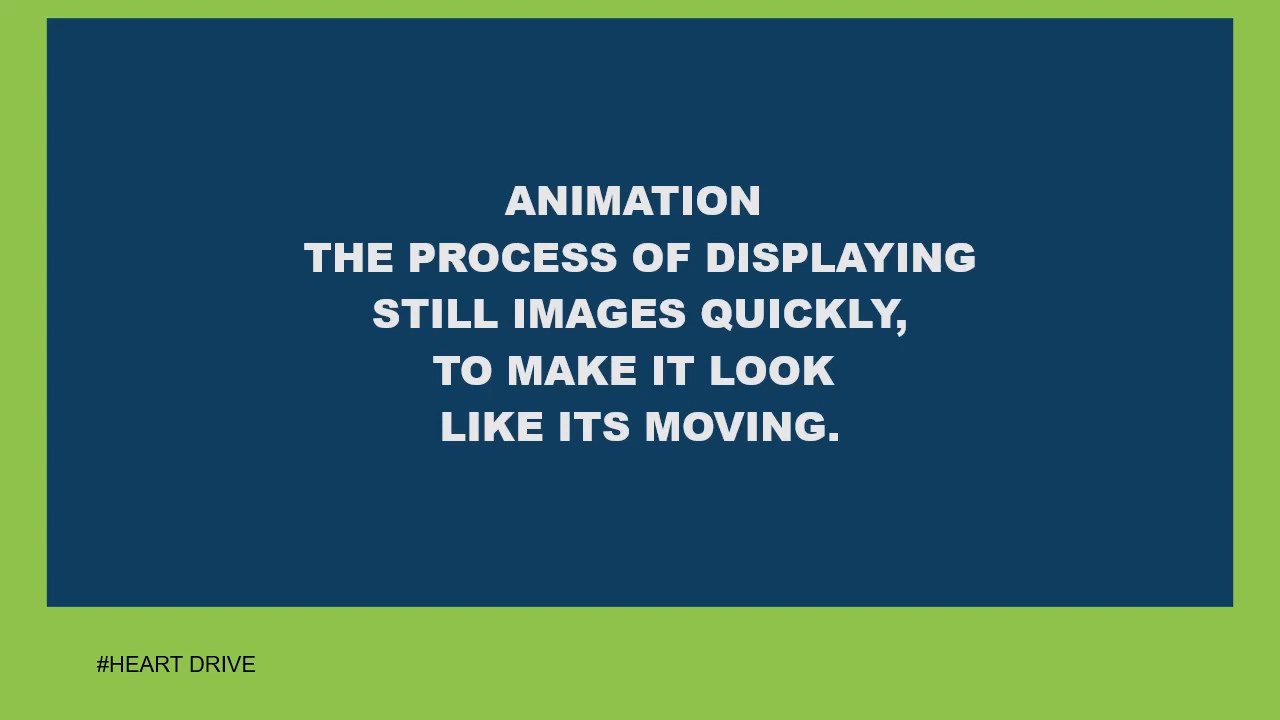 ANIMATION
THE PROCESS OF DISPLAYING
STILL IMAGES QUICKLY,
TO MAKE IT LOOK
LIKE ITS MOVING.
#HEART DRIVE